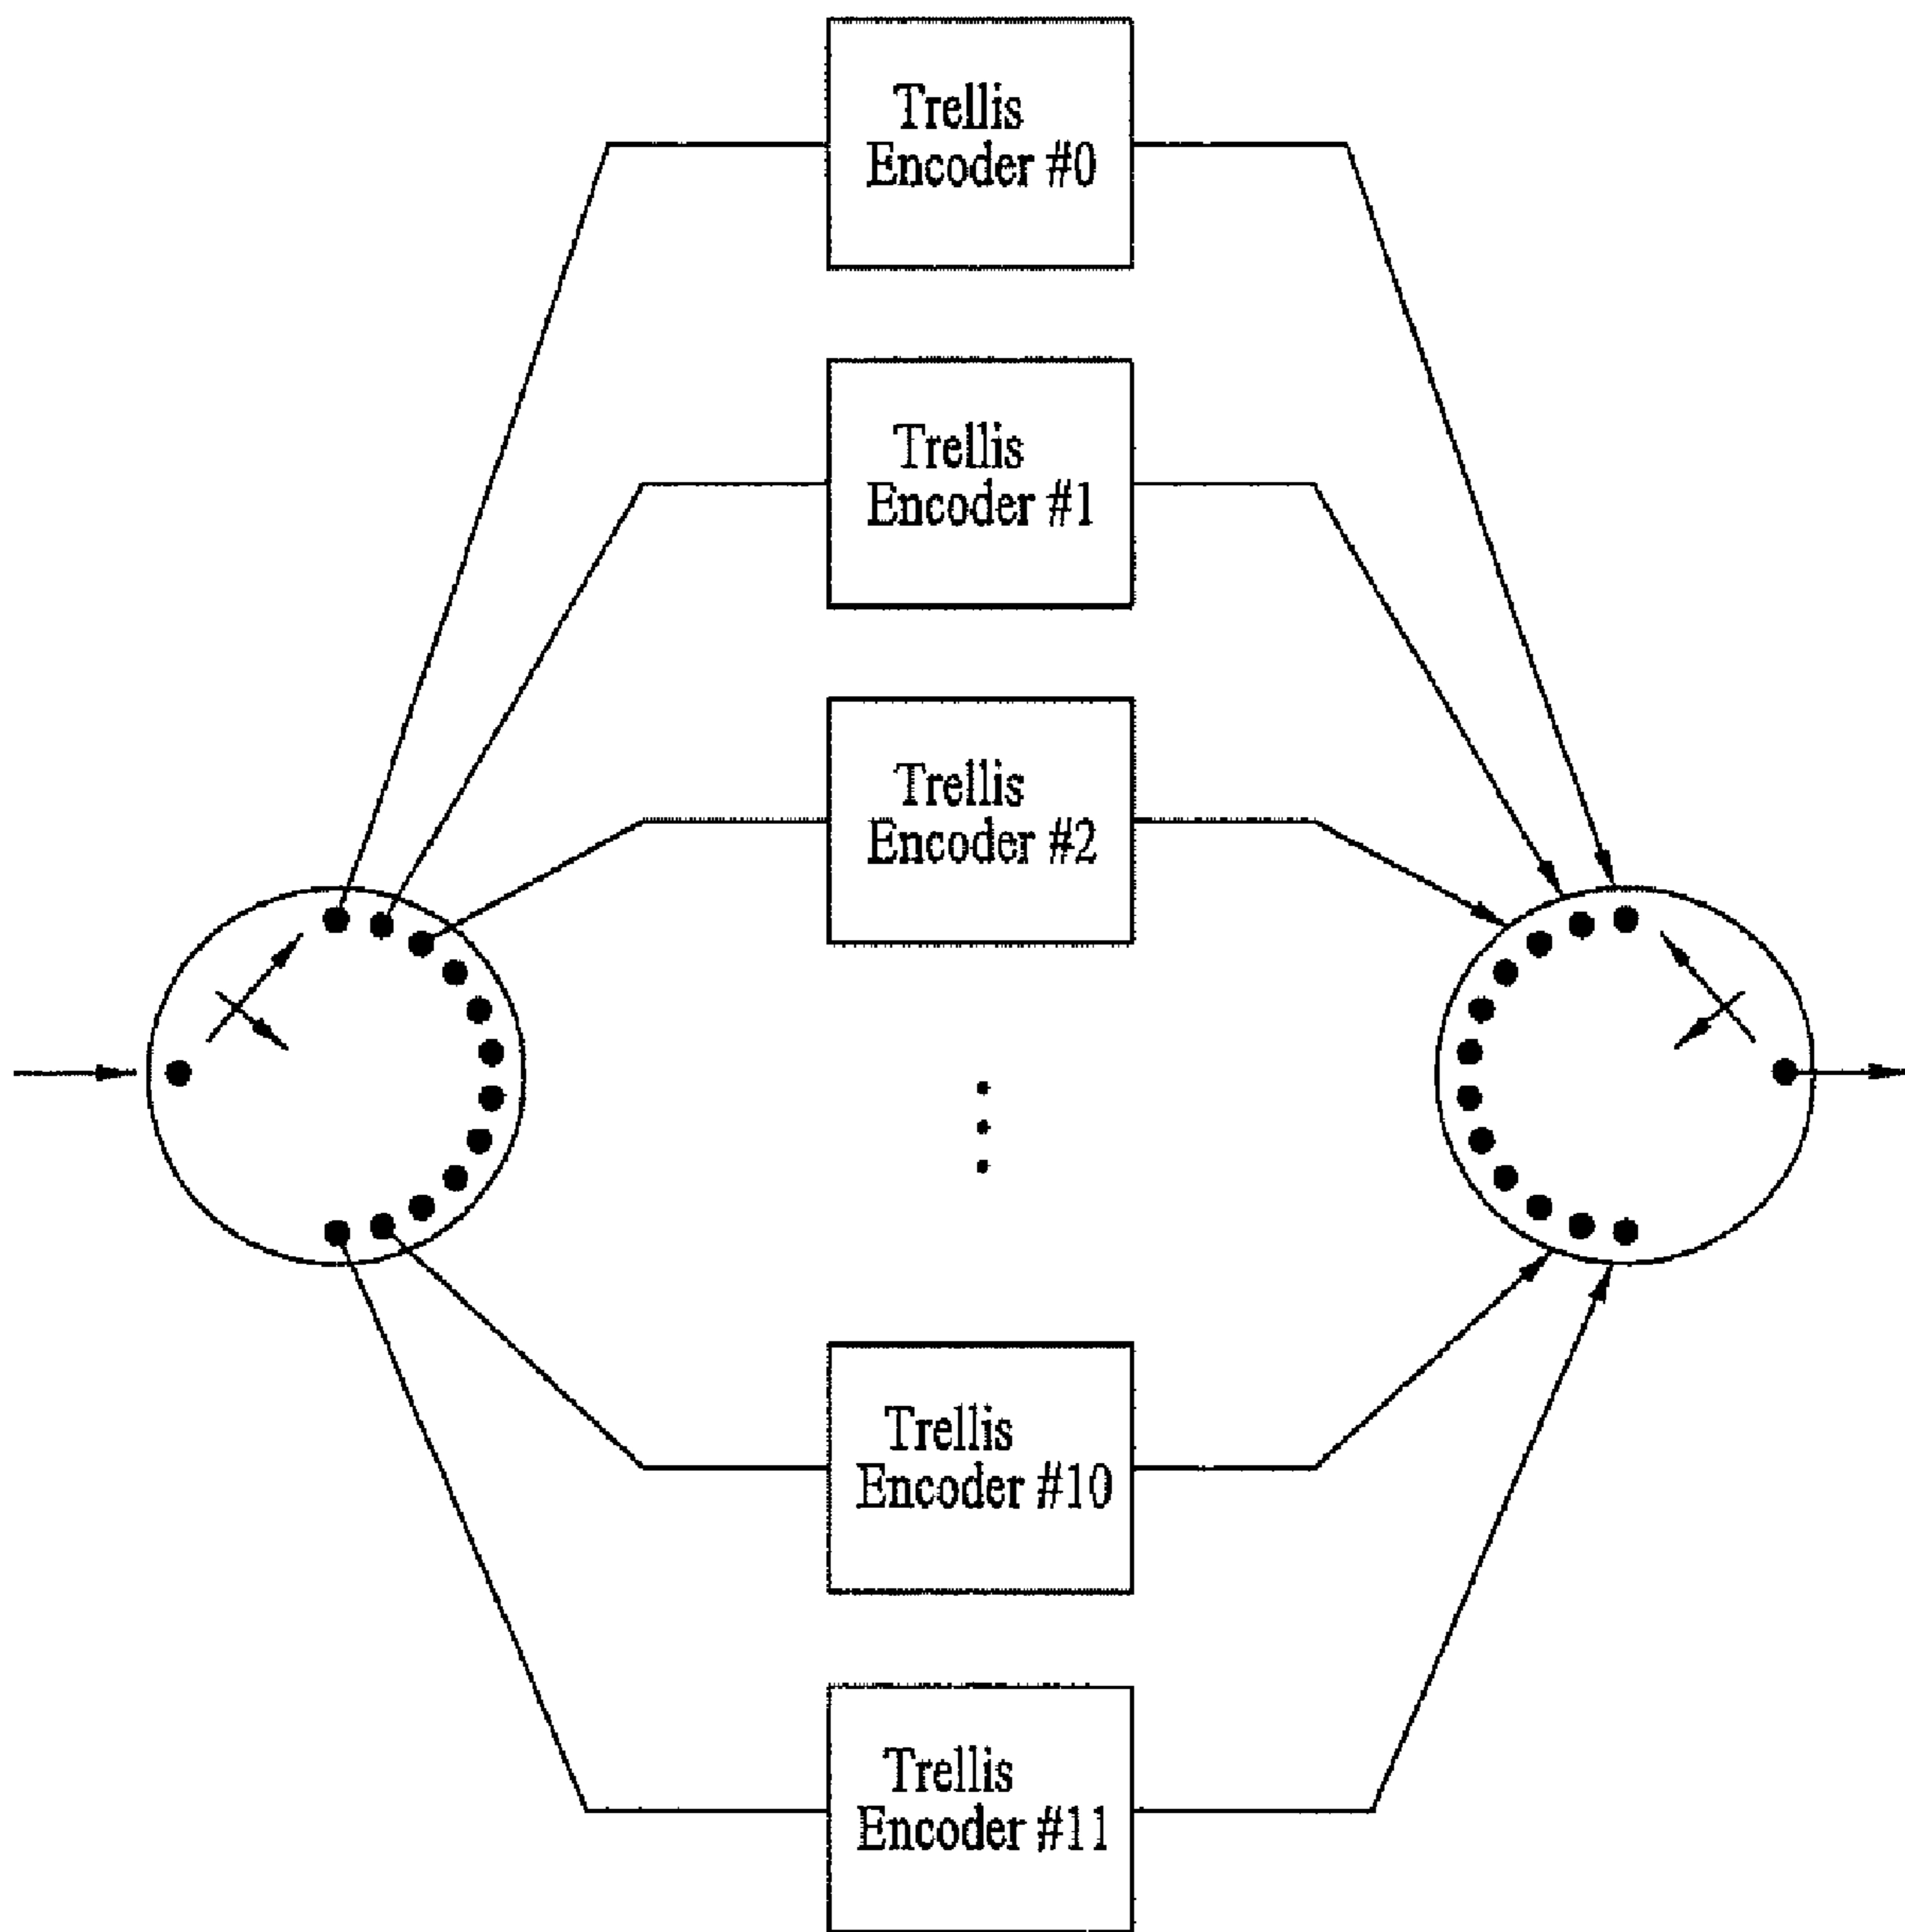 Trellis
Encoder #0
Trellis
Encoder #1
Trellis
Encoder #2
Trellis
Encoder #10
Trellis
Encoder #11